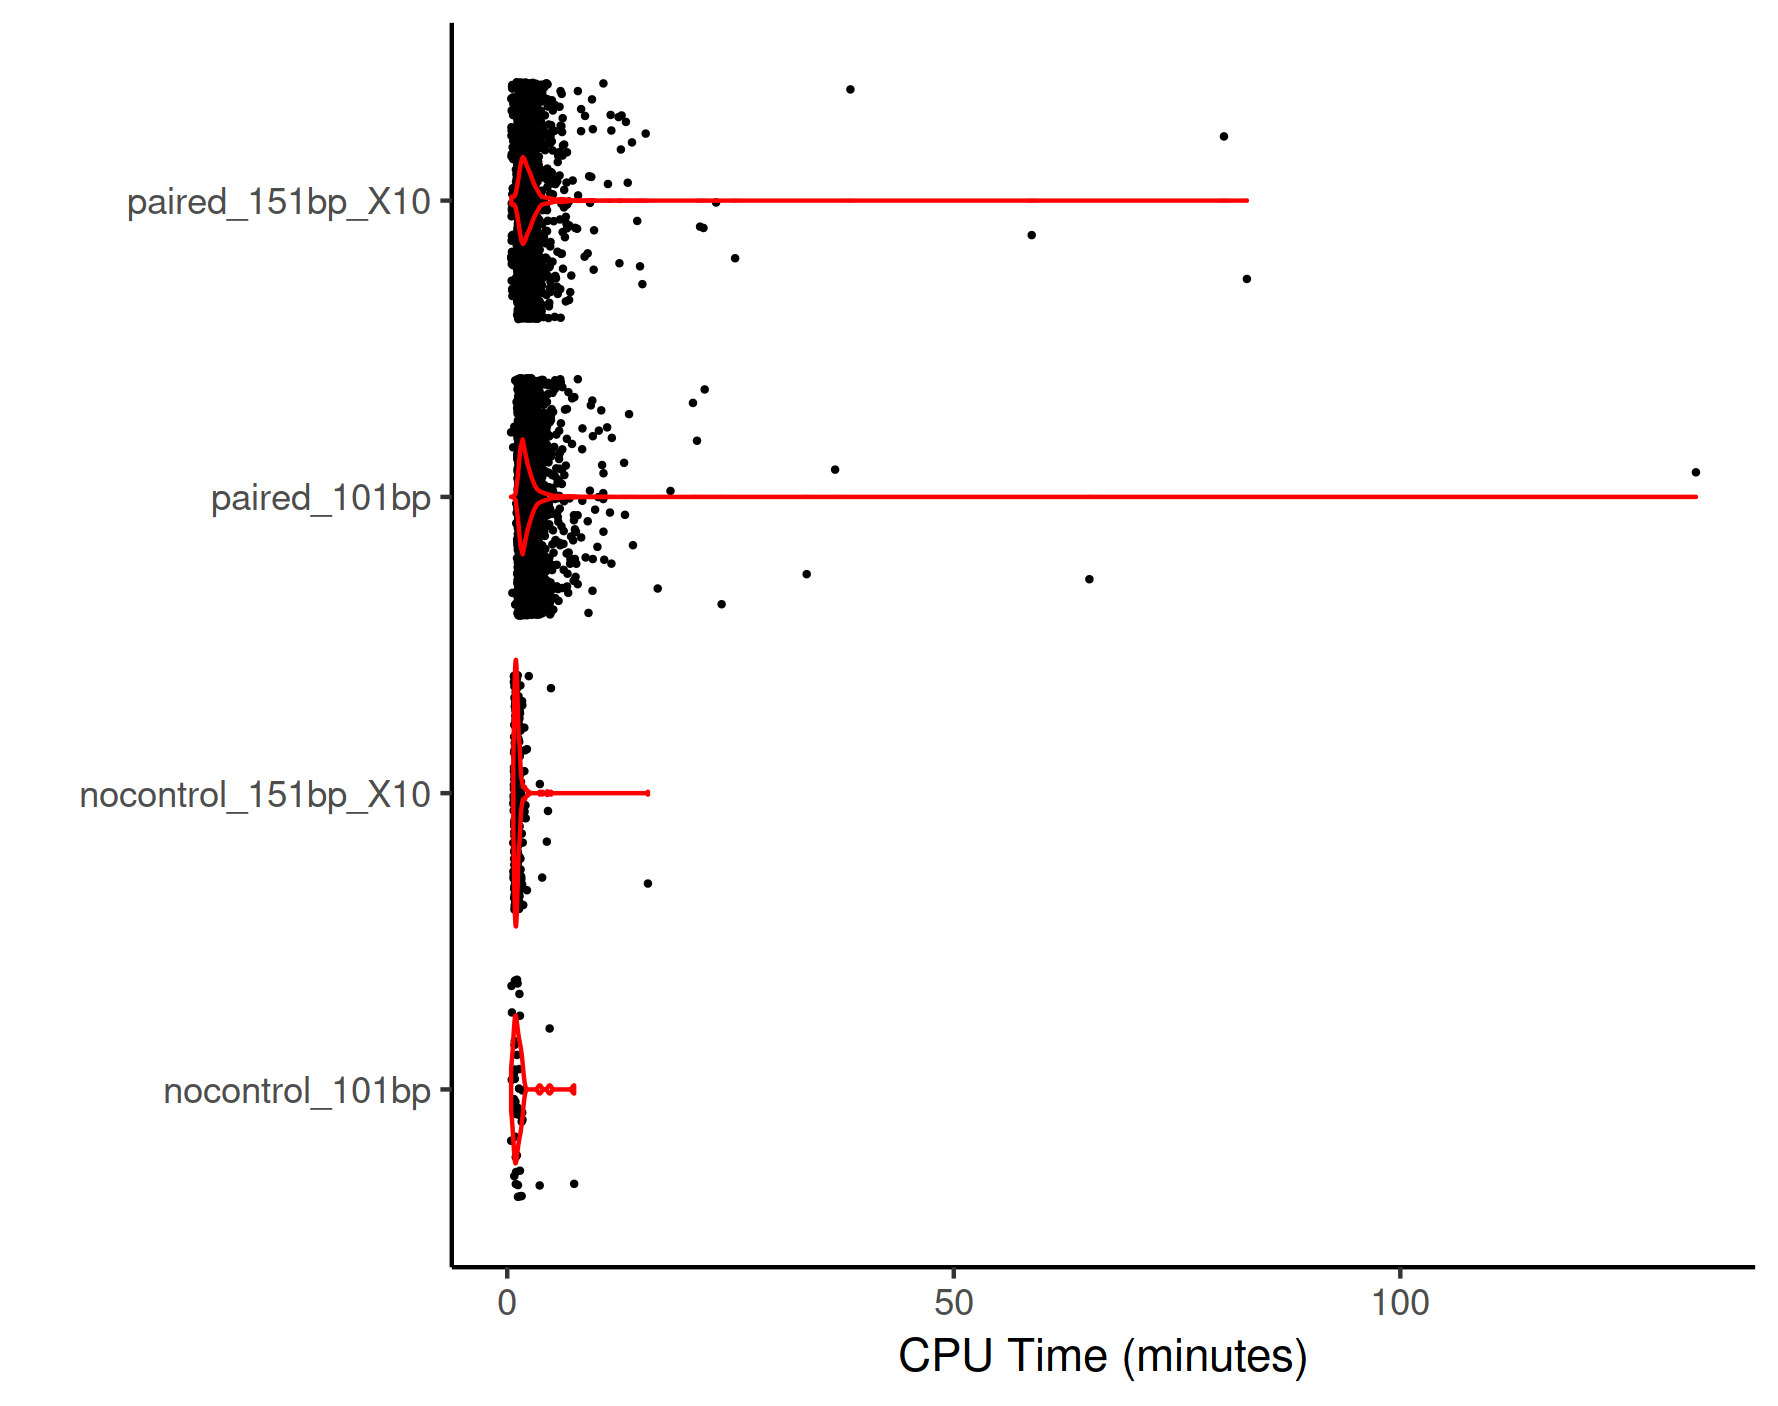 paired_151bp_X10
paired_101bp
nocontrol_151bp_X10
nocontrol_101bp
0 50 100
CPU Time (minutes)